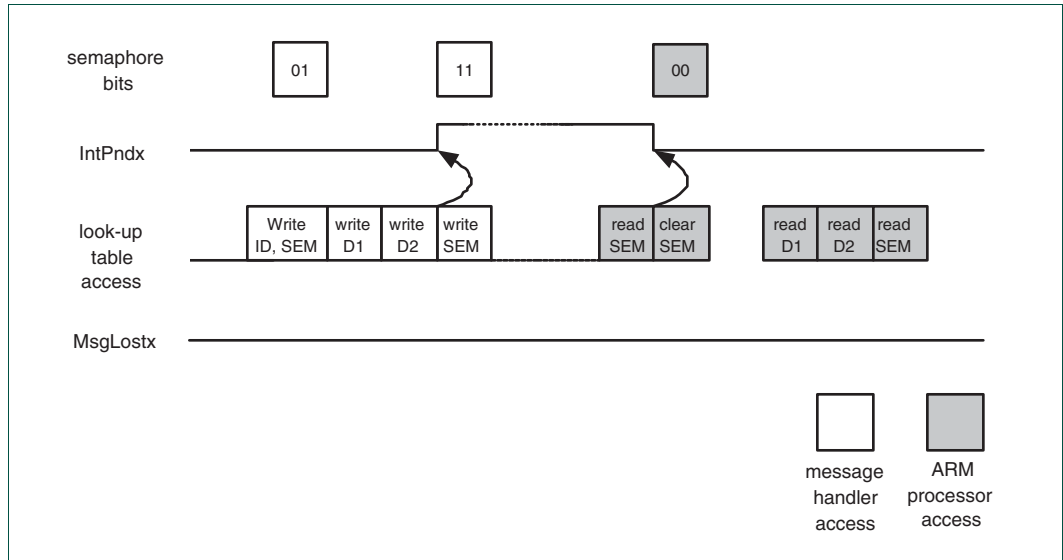 semaphore
bits
01
11
00
IntPndx
look-up
table
access
Write
ID, SEM
write
D1
write
D2
write
SEM
read
SEM
clear
SEM
read
D1
read
D2
read
SEM
MsgLostx
message
handler
access
ARM
processor
access